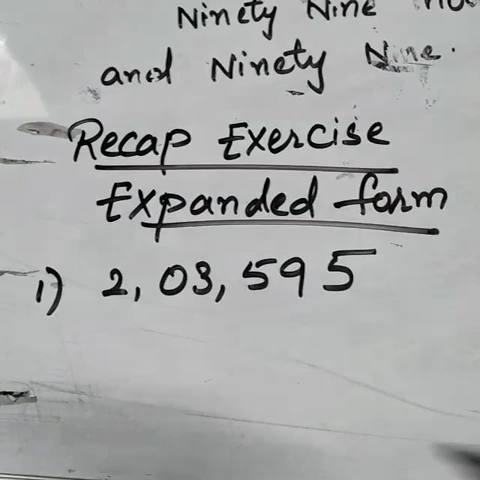 Ninety Nine
and Ninety Nine.
Recap Exercise
Expanded form
1) 2,03,595